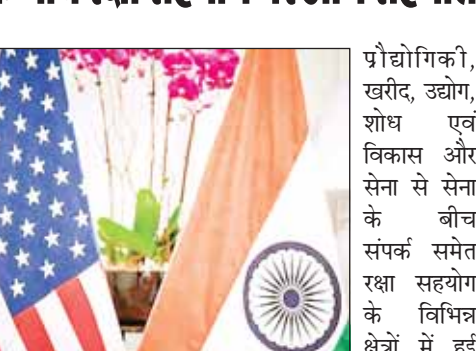 प्रौद्योगिकी,
खरीद, उद्योग,
शोध एवं
विकास और
सेना से सेना
के बीच
संपर्क समेत
रक्षा सहयोग
के विभिन्न
क्षेत्रों में हुई